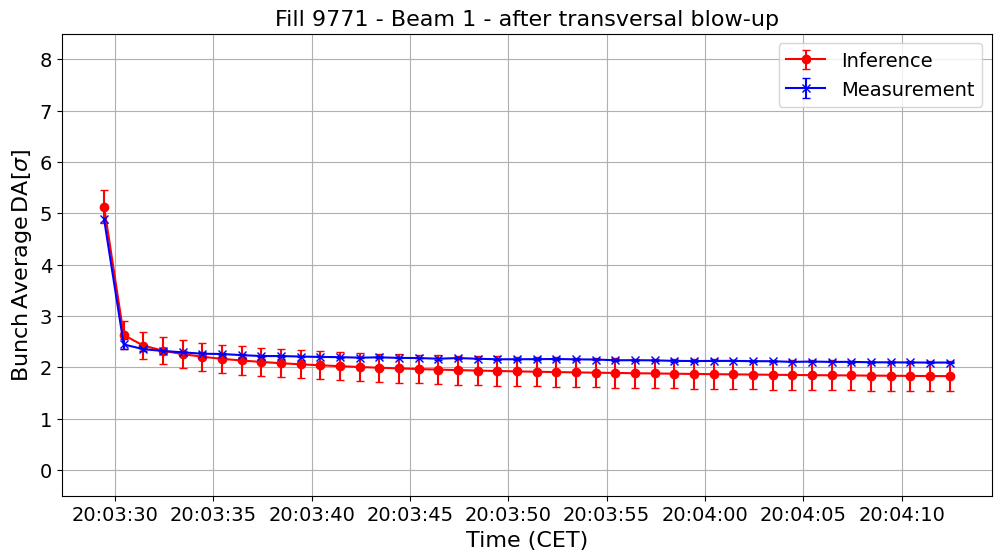 Fill 9771 - Beam 1 - after transversal blow-up
Inference
Measurement
Bunch Average DA[σ]
8
7
6
5
4
3
2
1
0
20:03:30 20:03:35 20:03:40 20:03:45 20:03:50 20:03:55 20:04:00 20:04:05 20:04:10
Time (CET)